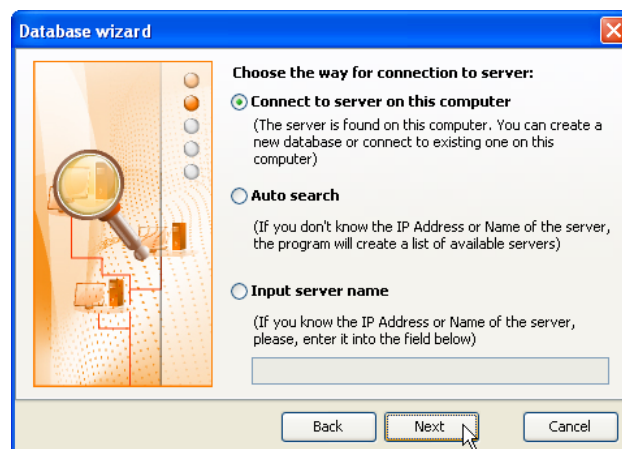 Database wizard
Choose the way for connection to server:
Connect to server on this computer
(The server is found on this computer. You can create a
new database or connect to existing one on this
computer)
Auto search
(If you don't know the IP Address or Name of the server,
the program will create a list of available servers)
Input server name
(If you know the IP Address or Name of the server,
please, enter it into the field below)
Back
Next
Cancel